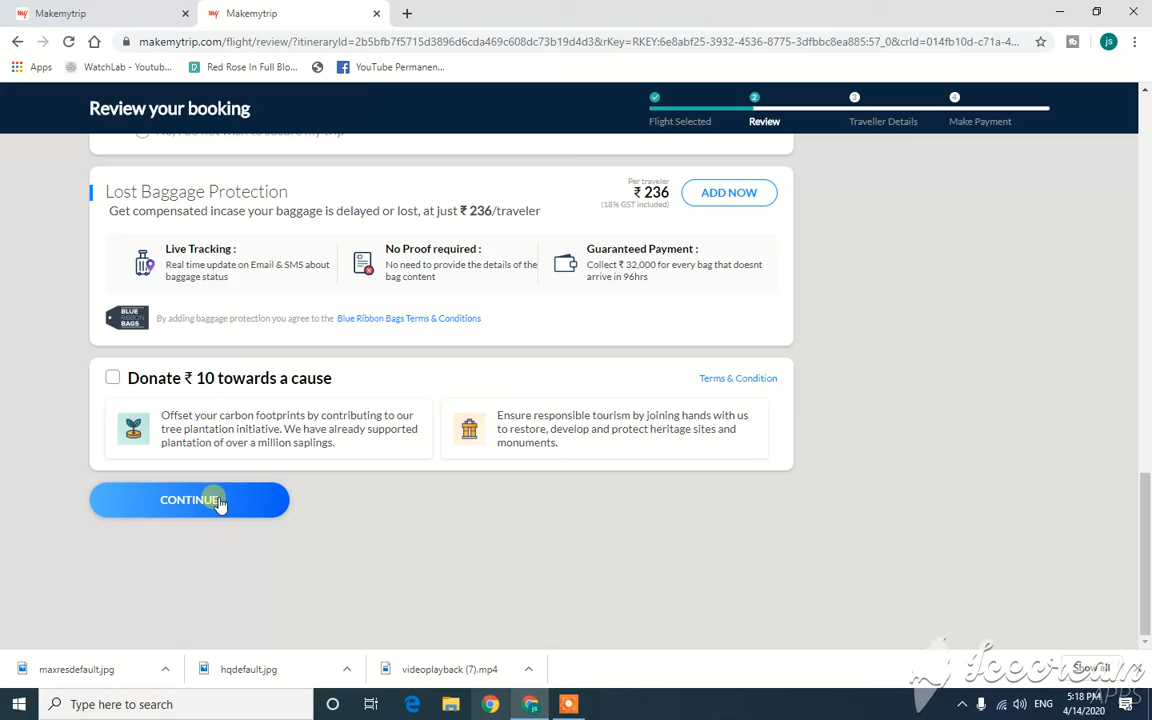 Makemytrip
Makemytrip
makemytrip.com/flight/review/?itineraryId=2b5bfb7f5715d3896d6cda469c608dc73b19d4d3&rKey=RKEY:6e8abf25-3932-4536-8775-3dfbbc8ea885:57_0&crId=014fb10d-c71a-4...
js
Apps
WatchLab - Youtub...
Red Rose In Full Blo...
YouTube Permanen...
Review your booking
2
3
4
Flight Selected
Review
Traveller Details
Make Payment
Lost Baggage Protection
Per traveler
₹ 236
(18% GST included)
ADD NOW
Get compensated incase your baggage is delayed or lost, at just ₹ 236/traveler
Live Tracking :
Real time update on Email & SMS about
baggage status
No Proof required :
No need to provide the details of the
bag content
Guaranteed Payment :
Collect ₹ 32,000 for every bag that doesnt
arrive in 96hrs
BLUE
RIBBON
BAGS
By adding baggage protection you agree to the Blue Ribbon Bags Terms & Conditions
Donate ₹ 10 towards a cause
Terms & Condition
Offset your carbon footprints by contributing to our
tree plantation initiative. We have already supported
plantation of over a million saplings.
Ensure responsible tourism by joining hands with us
to restore, develop and protect heritage sites and
monuments.
CONTINUE
maxresdefault.jpg
hqdefault.jpg
videoplayback (7).mp4
Show all
Icecream
APPS
Type here to search
ENG
5:18 PM
4/14/2020